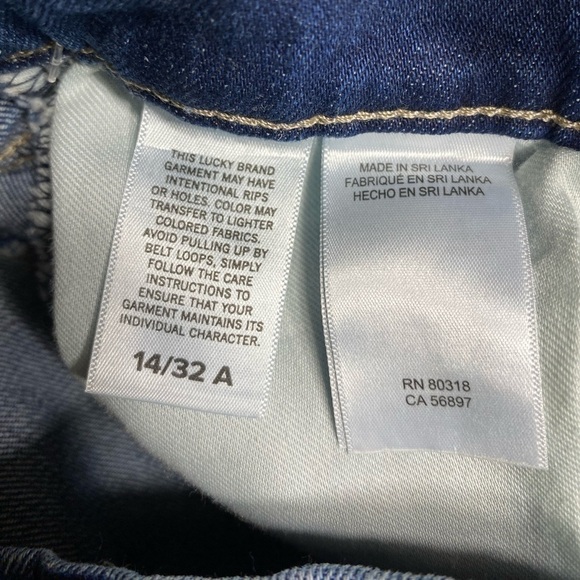 THIS LUCKY BRAND
GARMENT MAY HAVE
INTENTIONAL RIPS
OR HOLES. COLOR MAY
TRANSFER TO LIGHTER
COLORED FABRICS.
AVOID PULLING UP BY
BELT LOOPS, SIMPLY
FOLLOW THE CARE
INSTRUCTIONS TO
ENSURE THAT YOUR
GARMENT MAINTAINS ITS
INDIVIDUAL CHARACTER.
14/32 A
MADE IN SRI LANKA
FABRIQUÉ EN SRI LANKA
HECHO EN SRI LANKA
RN 80318
CA 56897